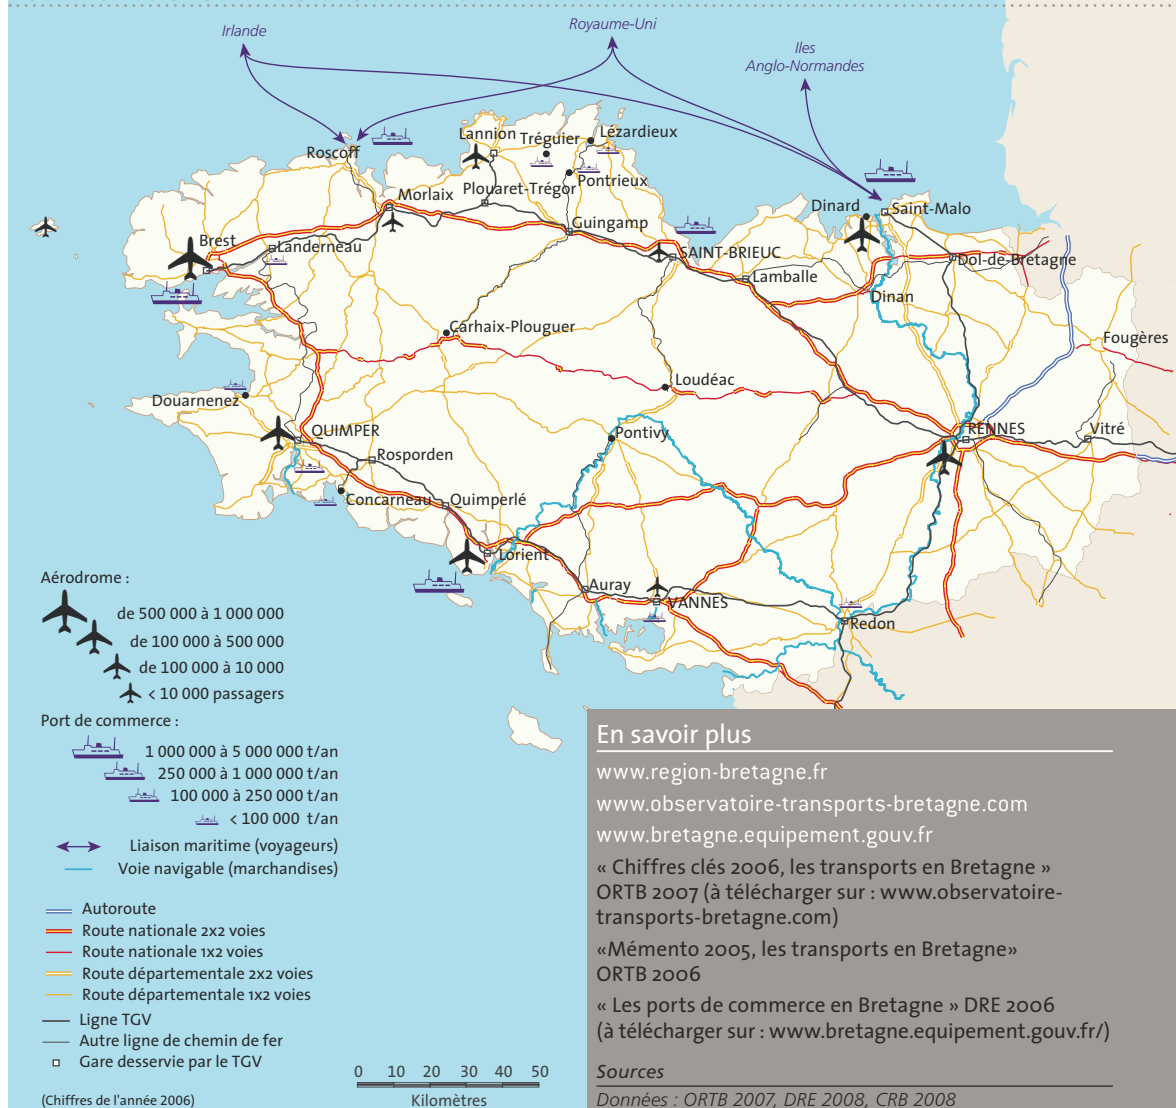 Irlande
Royaume-Uni
Iles
Anglo-Normandes
Roscoff
Lannion
Tréguier
Lézardieux
Morlaix
Plouaret-Trégor
Pontrieux
Guingamp
Dinard
Saint-Malo
Brest
Landerneau
SAINT-BRIEUC
Lamballe
Dol-de-Bretagne
Dinan
Carhaix-Plouguer
Fougères
Loudéac
Douarnenez
QUIMPER
Pontivy
RENNES
Vitré
Rosporden
Concarneau
Quimperlé
Lorient
Auray
VANNES
Redon
Aérodrome :
de 500 000 à 1 000 000
de 100 000 à 500 000
de 100 000 à 10 000
< 10 000 passagers
Port de commerce :
1 000 000 à 5 000 000 t/an
250 000 à 1 000 000 t/an
100 000 à 250 000 t/an
< 100 000 t/an
Liaison maritime (voyageurs)
Voie navigable (marchandises)
Autoroute
Route nationale 2x2 voies
Route nationale 1x2 voies
Route départementale 2x2 voies
Route départementale 1x2 voies
Ligne TGV
Autre ligne de chemin de fer
Gare desservie par le TGV
(Chiffres de l'année 2006)
0 10 20 30 40 50
Kilomètres
En savoir plus
www.region-bretagne.fr
www.observatoire-transports-bretagne.com
www.bretagne.equipement.gouv.fr
« Chiffres clés 2006, les transports en Bretagne »
ORTB 2007 (à télécharger sur : www.observatoire-
transports-bretagne.com)
«Mémento 2005, les transports en Bretagne»
ORTB 2006
« Les ports de commerce en Bretagne » DRE 2006
(à télécharger sur : www.bretagne.equipement.gouv.fr/)
Sources
Données : ORTB 2007, DRE 2008, CRB 2008